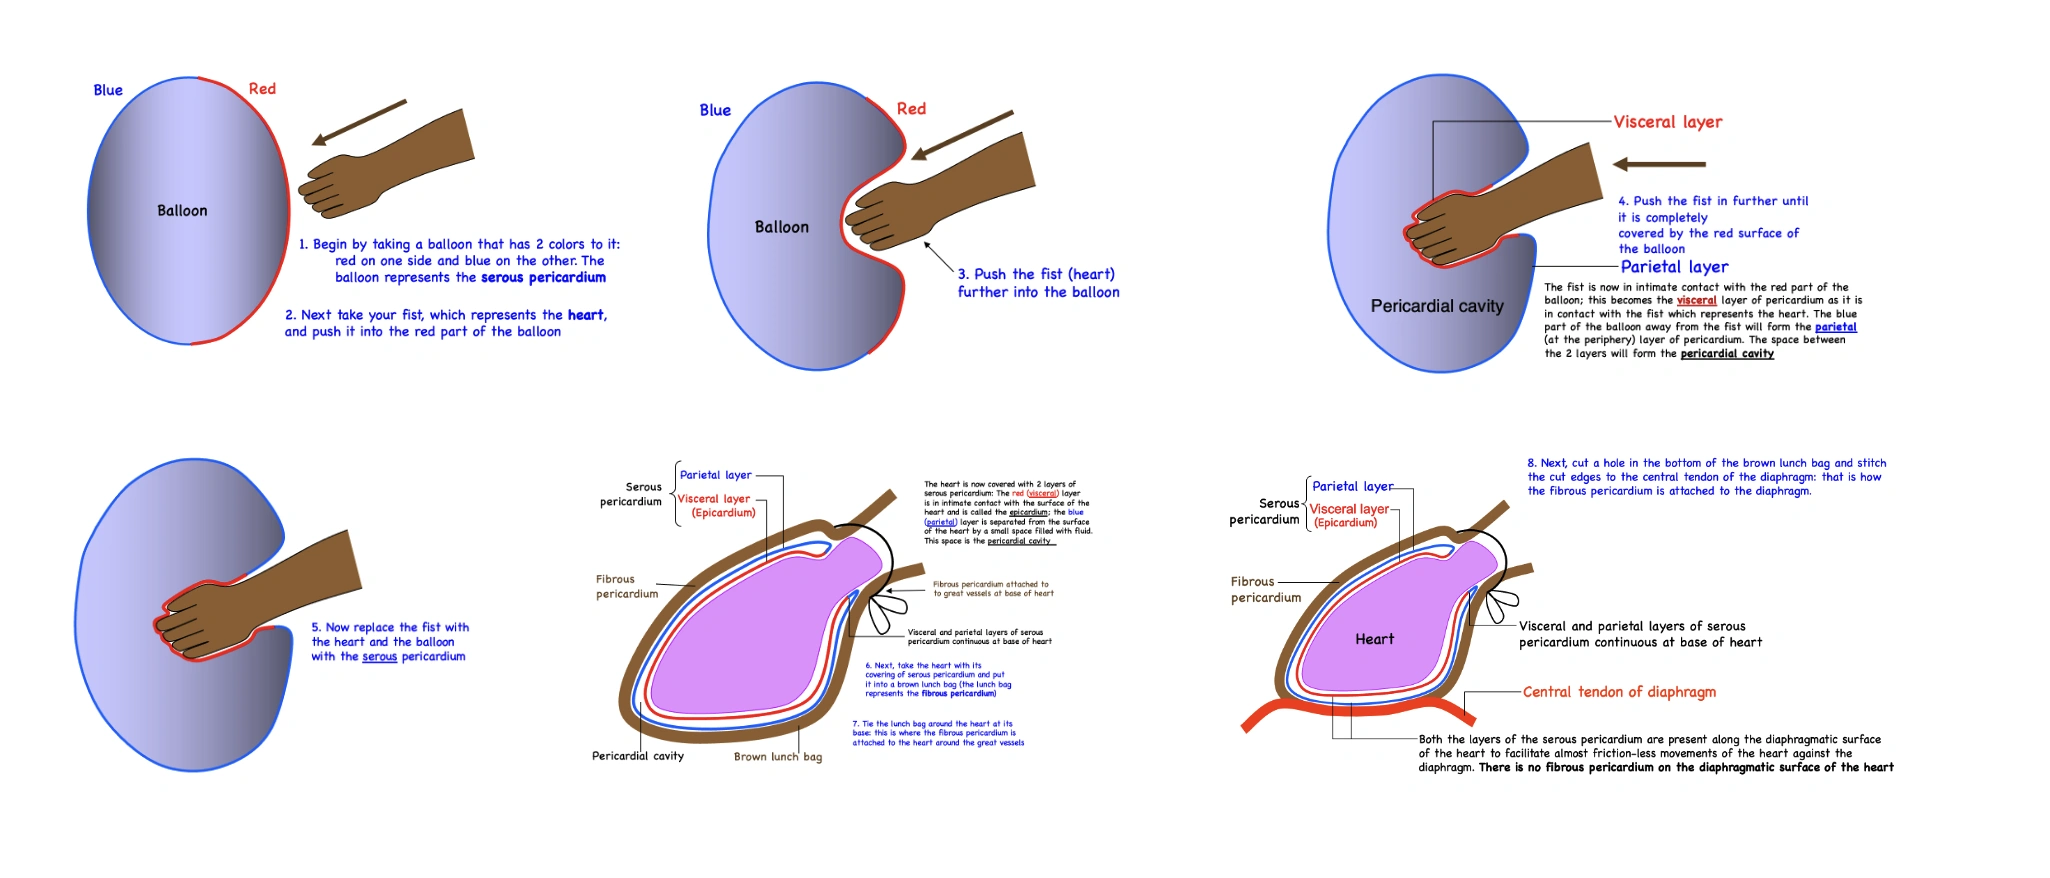 Blue
Red
Balloon
1. Begin by taking a balloon that has 2 colors to it:
red on one side and blue on the other. The
balloon represents the serous pericardium
2. Next take your fist, which represents the heart,
and push it into the red part of the balloon
Blue
Red
Balloon
3. Push the fist (heart)
further into the balloon
Visceral layer
4. Push the fist in further until
it is completely
covered by the red surface of
the balloon
Parietal layer
Pericardial cavity
The fist is now in intimate contact with the red part of the
balloon; this becomes the visceral layer of pericardium as it is
in contact with the fist which represents the heart. The blue
part of the balloon away from the fist will form the parietal
(at the periphery) layer of pericardium. The space between
the 2 layers will form the pericardial cavity
5. Now replace the fist with
the heart and the balloon
with the serous pericardium
Serous
pericardium
Parietal layer
Visceral layer
(Epicardium)
The heart is now covered with 2 layers of
serous pericardium: The red (visceral) layer
is in intimate contact with the surface of the
heart and is called the epicardium; the blue
(parietal) layer is separated from the surface
of the heart by a small space filled with fluid.
This space is the pericardial cavity
Fibrous
pericardium
Fibrous pericardium attached to
to great vessels at base of heart
Visceral and parietal layers of serous
pericardium continuous at base of heart
6. Next, take the heart with its
covering of serous pericardium and put
it into a brown lunch bag (the lunch bag
represents the fibrous pericardium)
7. Tie the lunch bag around the heart at its
base: this is where the fibrous pericardium is
attached to the heart around the great vessels
Pericardial cavity
Brown lunch bag
8. Next, cut a hole in the bottom of the brown lunch bag and stitch
the cut edges to the central tendon of the diaphragm: that is how
the fibrous pericardium is attached to the diaphragm.
Serous
pericardium
Parietal layer
Visceral layer
(Epicardium)
Fibrous
pericardium
Heart
Visceral and parietal layers of serous
pericardium continuous at base of heart
Central tendon of diaphragm
Both the layers of the serous pericardium are present along the diaphragmatic surface
of the heart to facilitate almost friction-less movements of the heart against the
diaphragm. There is no fibrous pericardium on the diaphragmatic surface of the heart